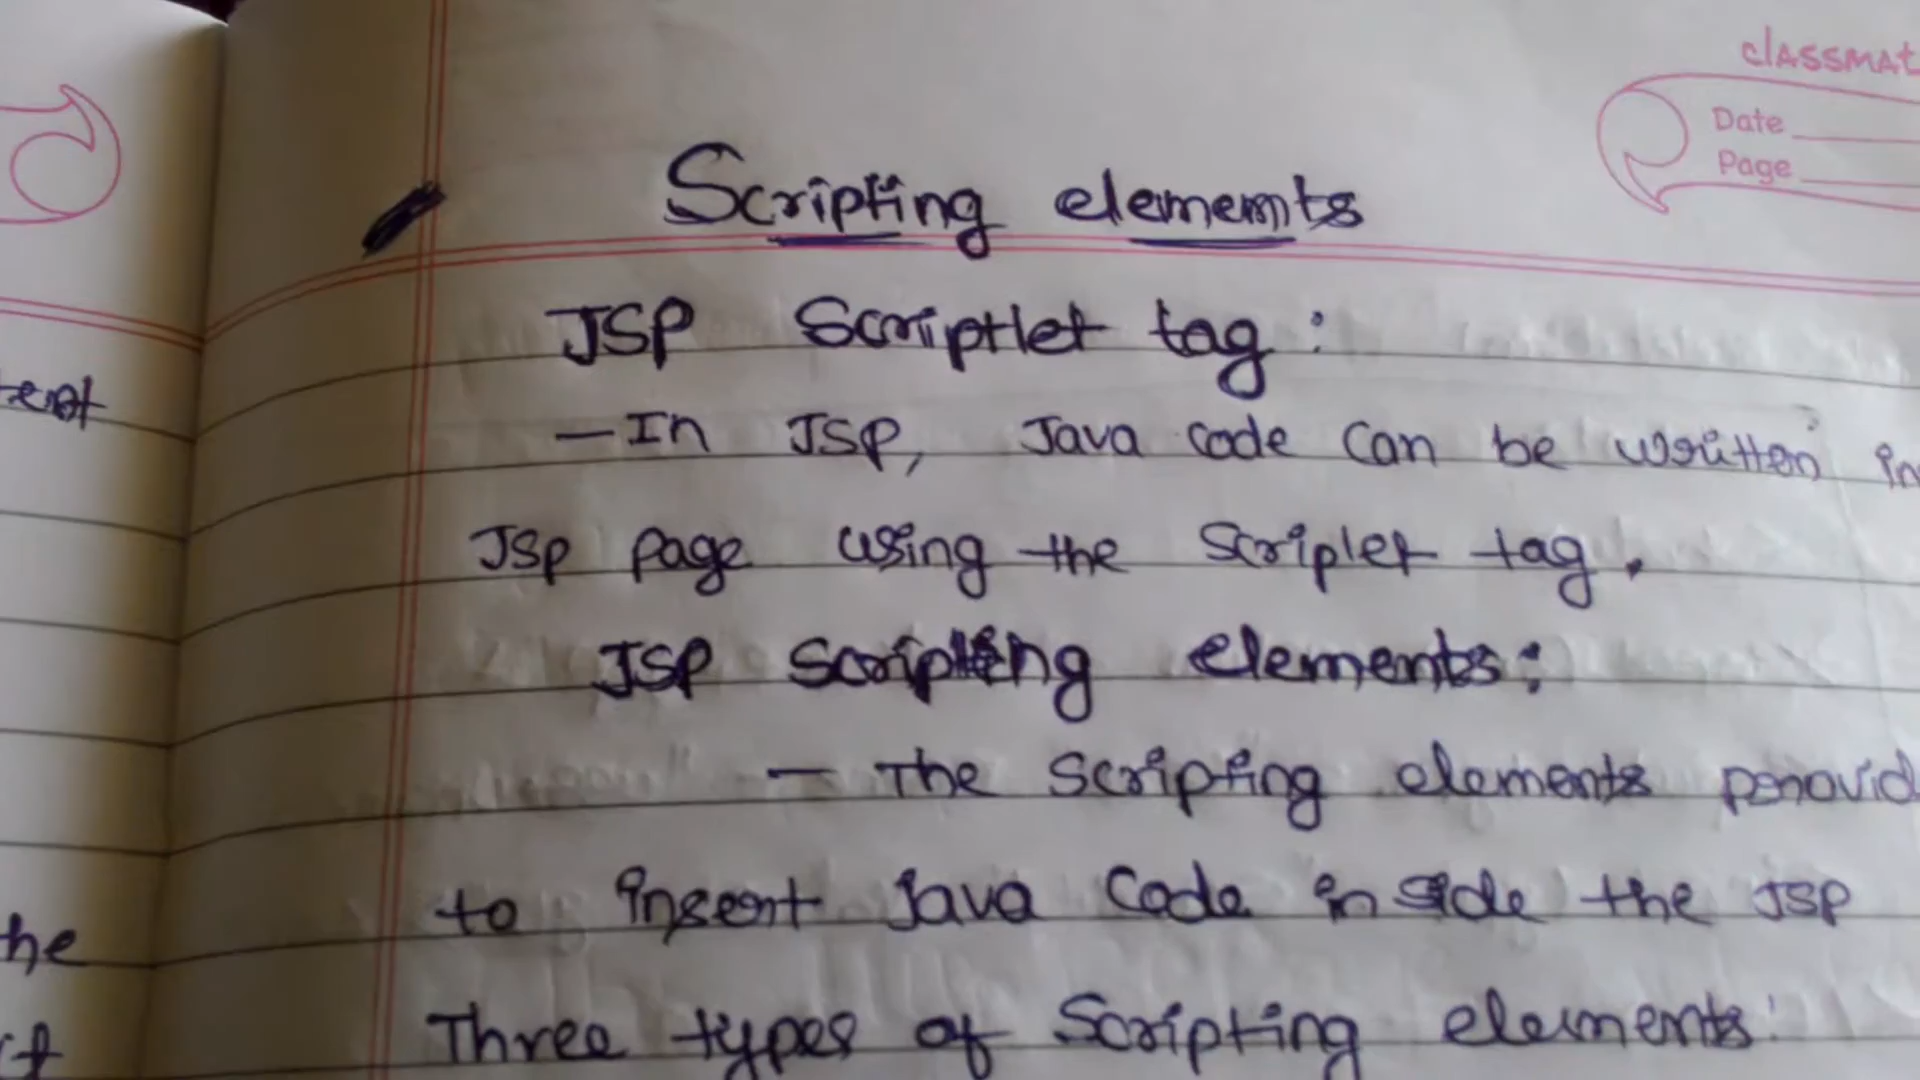 classmat
Date
Page
Scripting elements
JSP Scriptlet tag :
- In JSP, Java code can be written in
JSP page using the Scriplet tag.
JSP Scripting elements:
- The Scripting elements provid
to insert java code inside the JSP
Three types of Scripting elements:
he
it